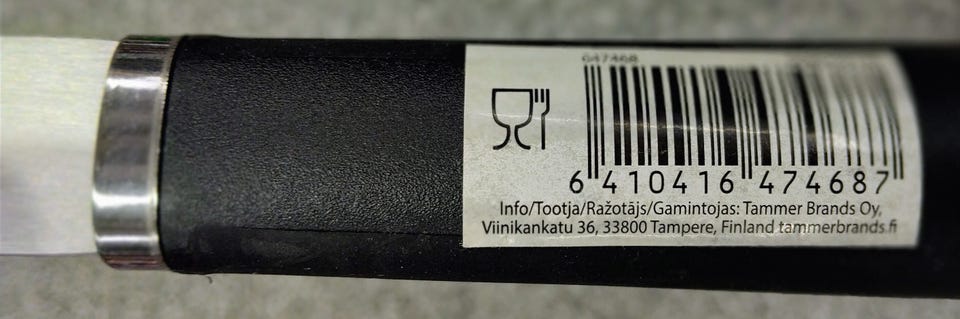 047468
6 410416 474687
Info/Tootja/Ražotājs/Gamintojas: Tammer Brands Oy,
Viinikankatu 36, 33800 Tampere, Finland tammerbrands.fi